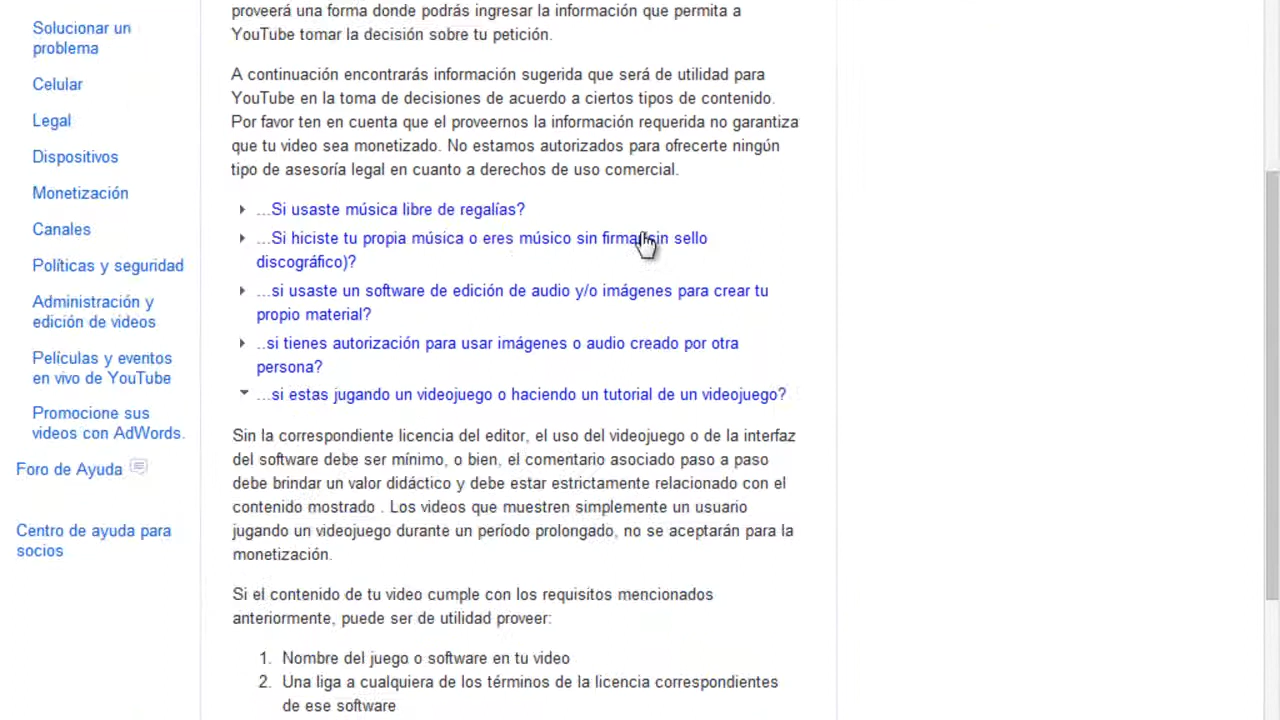 Solucionar un
problema
Celular
Legal
Dispositivos
Monetización
Canales
Políticas y seguridad
Administración y
edición de videos
Películas y eventos
en vivo de YouTube
Promocione sus
videos con AdWords.
Foro de Ayuda
Centro de ayuda para
socios
proveerá una forma donde podrás ingresar la información que permita a
YouTube tomar la decisión sobre tu petición.
A continuación encontrarás información sugerida que será de utilidad para
YouTube en la toma de decisiones de acuerdo a ciertos tipos de contenido.
Por favor ten en cuenta que el proveernos la información requerida no garantiza
que tu video sea monetizado. No estamos autorizados para ofrecerte ningún
tipo de asesoría legal en cuanto a derechos de uso comercial.
...Si usaste música libre de regalías?
...Si hiciste tu propia música o eres músico sin firmar sin sello
discográfico)?
...si usaste un software de edición de audio y/o imágenes para crear tu
propio material?
..si tienes autorización para usar imágenes o audio creado por otra
persona?
...si estas jugando un videojuego o haciendo un tutorial de un videojuego?
Sin la correspondiente licencia del editor, el uso del videojuego o de la interfaz
del software debe ser mínimo, o bien, el comentario asociado paso a paso
debe brindar un valor didáctico y debe estar estrictamente relacionado con el
contenido mostrado . Los videos que muestren simplemente un usuario
jugando un videojuego durante un período prolongado, no se aceptarán para la
monetización.
Si el contenido de tu video cumple con los requisitos mencionados
anteriormente, puede ser de utilidad proveer:
1. Nombre del juego o software en tu video
2. Una liga a cualquiera de los términos de la licencia correspondientes
de ese software